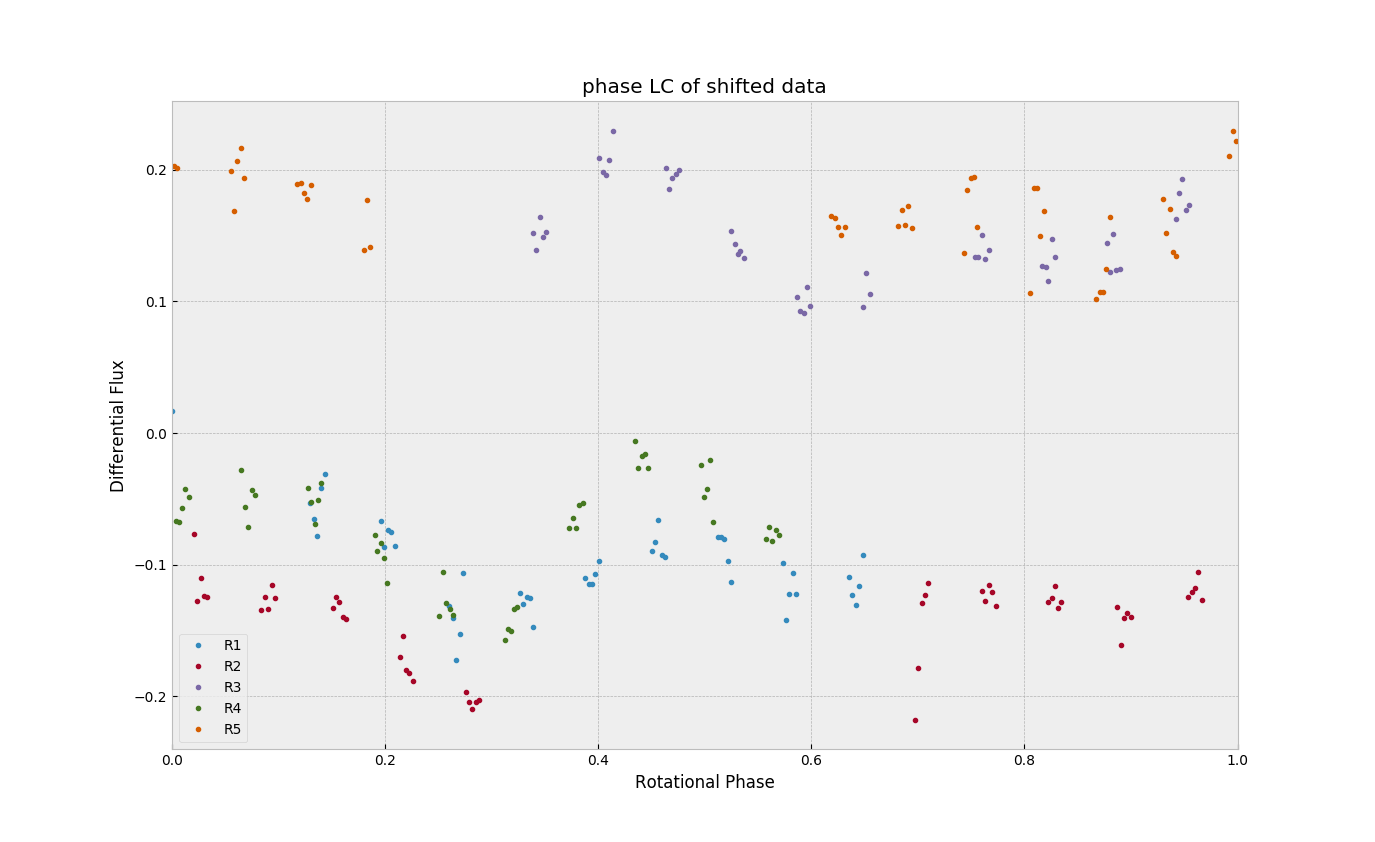 phase LC of shifted data
Differential Flux
0.2
0.1
0.0
−0.1
−0.2
R1
R2
R3
R4
R5
0.0 0.2 0.4 0.6 0.8 1.0
Rotational Phase